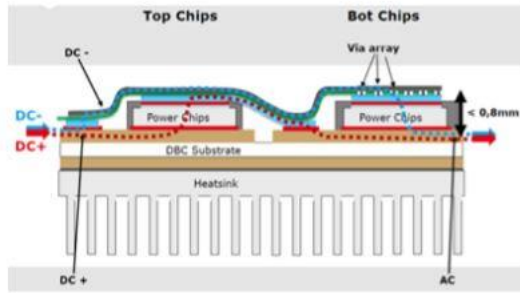 Top Chips
Bot Chips
Via array
DC -
DC-
DC+
Power Chips
Power Chips
< 0,8mm
DBC Substrate
Heatsink
DC +
AC